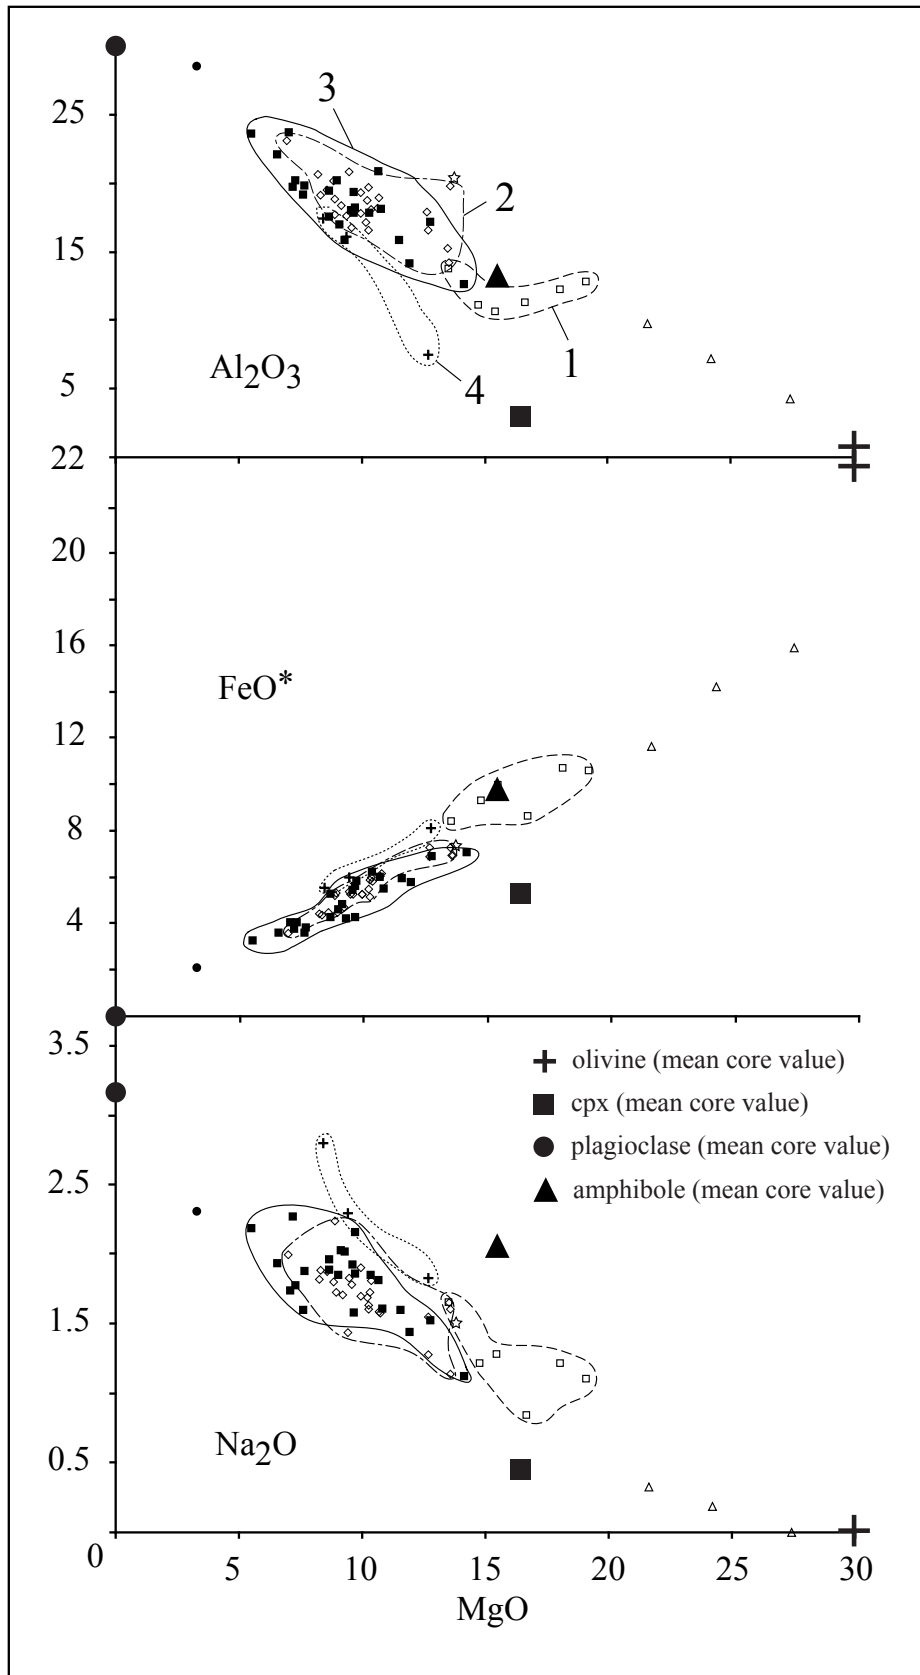 3
25
2
15
1
Al2O3
4
5
22
20
16
FeO*
12
8
4
3.5
olivine (mean core value)
cpx (mean core value)
plagioclase (mean core value)
amphibole (mean core value)
2.5
1.5
Na2O
0.5
0 5 10 15 20 25 30
MgO